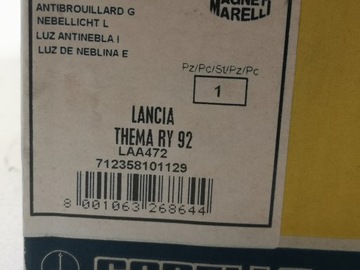 MAGNETI
MARELLI
ANTIBROUILLARD G
NEBELLICHT L
LUZ ANTINEBLA I
LUZ DE NEBLINA E
Pz/Pc/St/Pz/Pc
1
LANCIA
THEMA RY 92
LAA472
712358101129
8 001063 268644